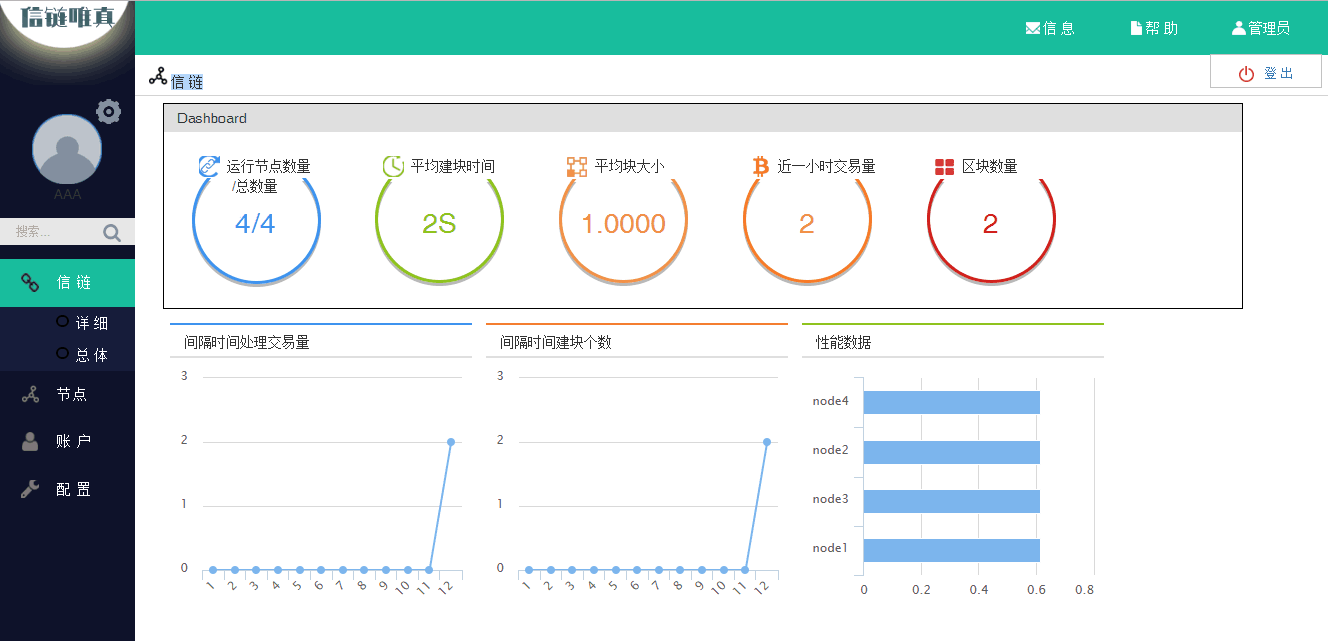 信链唯真
信 息
帮 助
管理员
登 出
信 链
AAA
搜索...
信 链
详 细
总 体
节 点
账 户
配 置
Dashboard
运行节点数量
/总数量
4/4
平均建块时间
2S
平均块大小
1.0000
近一小时交易量
2
区块数量
2
间隔时间处理交易量
3
2
1
0
1 2 3 4 5 6 7 8 9 10 11 12
间隔时间建块个数
3
2
1
0
1 2 3 4 5 6 7 8 9 10 11 12
性能数据
node4
node2
node3
node1
0 0.2 0.4 0.6 0.8